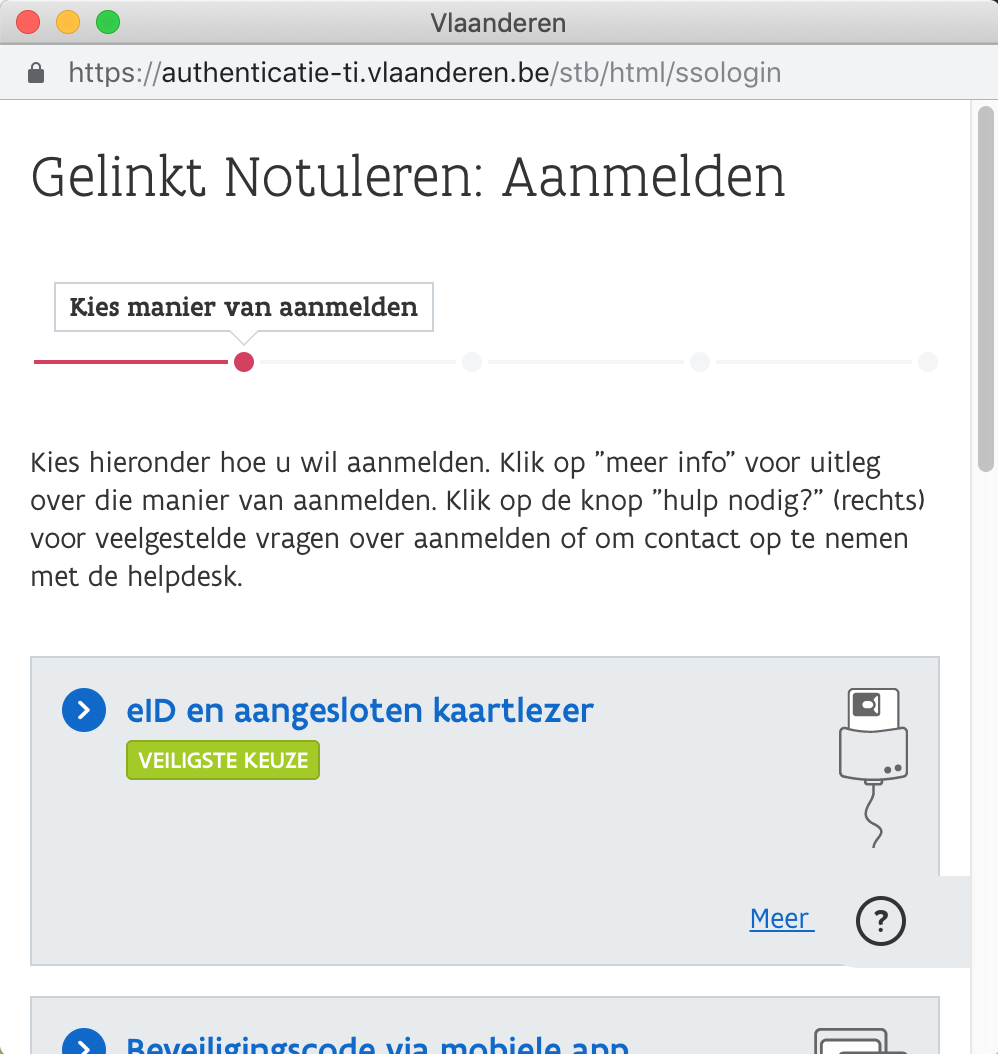 Vlaanderen
https://authenticatie-ti.vlaanderen.be/stb/html/ssologin
Gelinkt Notuleren: Aanmelden
Kies manier van aanmelden
Kies hieronder hoe u wil aanmelden. Klik op ”meer info” voor uitleg
over die manier van aanmelden. Klik op de knop ”hulp nodig?” (rechts)
voor veelgestelde vragen over aanmelden of om contact op te nemen
met de helpdesk.
eID en aangesloten kaartlezer
VEILIGSTE KEUZE
Meer
?
Beveiligingscode via mobiele app